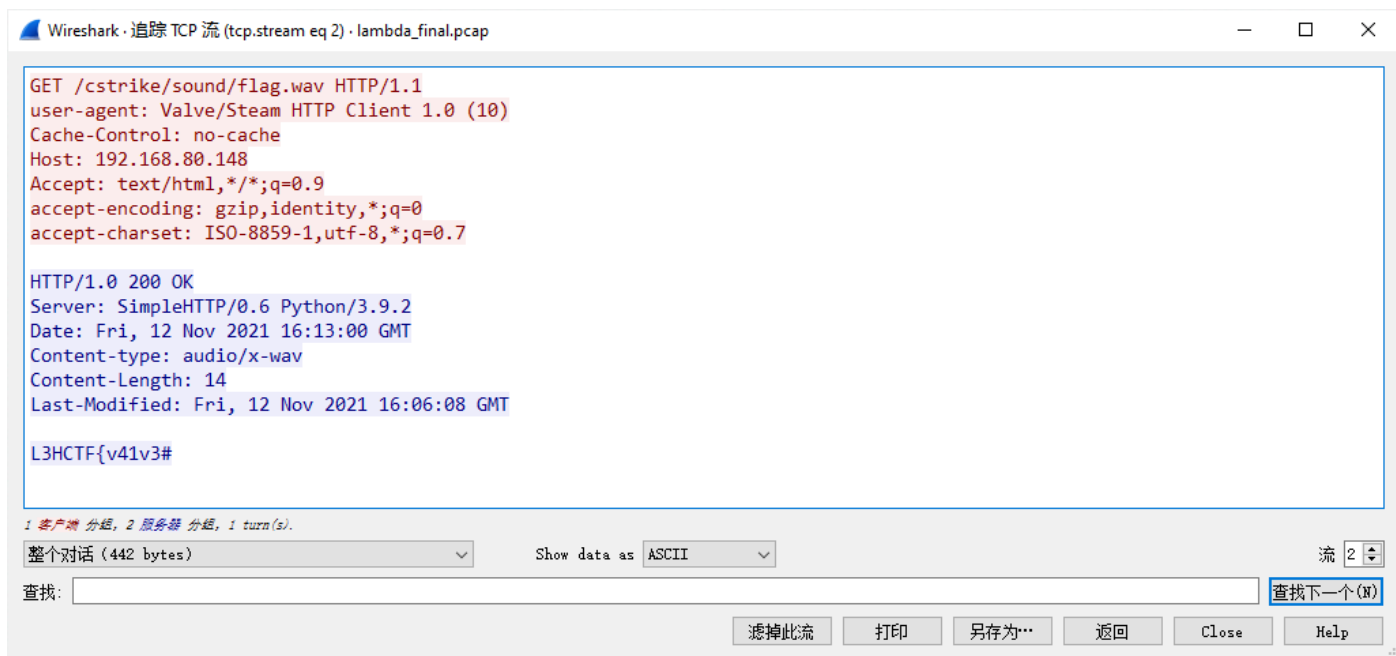 Wireshark · 追踪 TCP 流 (tcp.stream eq 2) · lambda_final.pcap
GET /cstrike/sound/flag.wav HTTP/1.1
user-agent: Valve/Steam HTTP Client 1.0 (10)
Cache-Control: no-cache
Host: 192.168.80.148
Accept: text/html,*/*;q=0.9
accept-encoding: gzip,identity,*;q=0
accept-charset: ISO-8859-1,utf-8,*;q=0.7
HTTP/1.0 200 OK
Server: SimpleHTTP/0.6 Python/3.9.2
Date: Fri, 12 Nov 2021 16:13:00 GMT
Content-type: audio/x-wav
Content-Length: 14
Last-Modified: Fri, 12 Nov 2021 16:06:08 GMT
L3HCTF{v41v3#
1 客户端 分组, 2 服务器 分组, 1 turn(s).
整个对话 (442 bytes) Show data as ASCII 流 2
查找: 查找下一个(N)
滤掉此流 打印 另存为… 返回 Close Help